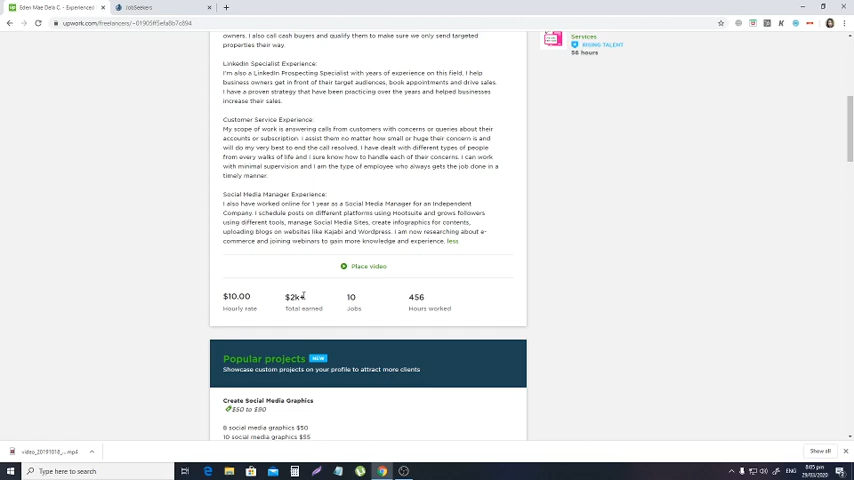 Eden Mae Dela C. - Experienced
JobSeekers
upwork.com/freelancers/~01905ff5efa8b7c694
owners. I also call cash buyers and qualify them to make sure we only send targeted
properties their way.
LinkedIn Specialist Experience:
I'm also a LinkedIn Prospecting Specialist with years of experience on this field, I help
business owners get in front of their target audiences, book appointments and drive sales.
I have a proven strategy that have been practicing over the years and helped businesses
increase their sales.
Customer Service Experience:
My scope of work is answering calls from customers with concerns or queries about their
accounts or subscription. I assist them no matter how small or huge their concern is and
will do my very best to end the call resolved. I have dealt with different types of people
from every walks of life and i sure know how to handle each of their concerns. I can work
with minimal supervision and I am the type of employee who always gets the job done in a
timely manner.
Social Media Manager Experience:
I also have worked online for 1 year as a Social Media Manager for an Independent
Company. I schedule posts on different platforms using Hootsuite and grows followers
using different tools, manage Social Media Sites, create infographics for contents,
uploading blogs on websites like Kajabi and Wordpress. I am now researching about e-
commerce and joining webinars to gain more knowledge and experience. less
Place video
$10.00
Hourly rate
$2k+
Total earned
10
Jobs
456
Hours worked
Popular projects NEW
Showcase custom projects on your profile to attract more clients
Create Social Media Graphics
$50 to $90
8 social media graphics $50
10 social media graphics $55
Services
RISING TALENT
56 hours
video_20191018_....mp4
Show all
Type here to search
ENG
8:05 pm
29/03/2020